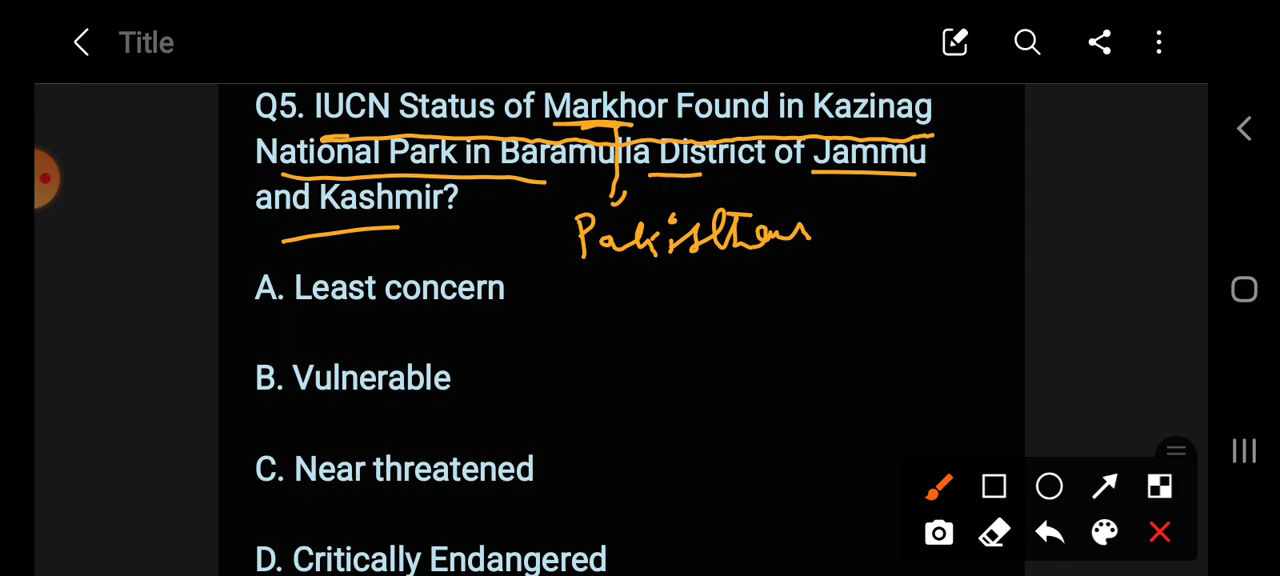 Title
Q5. IUCN Status of Markhor Found in Kazinag
National Park in Baramulla District of Jammu
and Kashmir?
Pakisthan
A. Least concern
B. Vulnerable
C. Near threatened
D. Critically Endangered